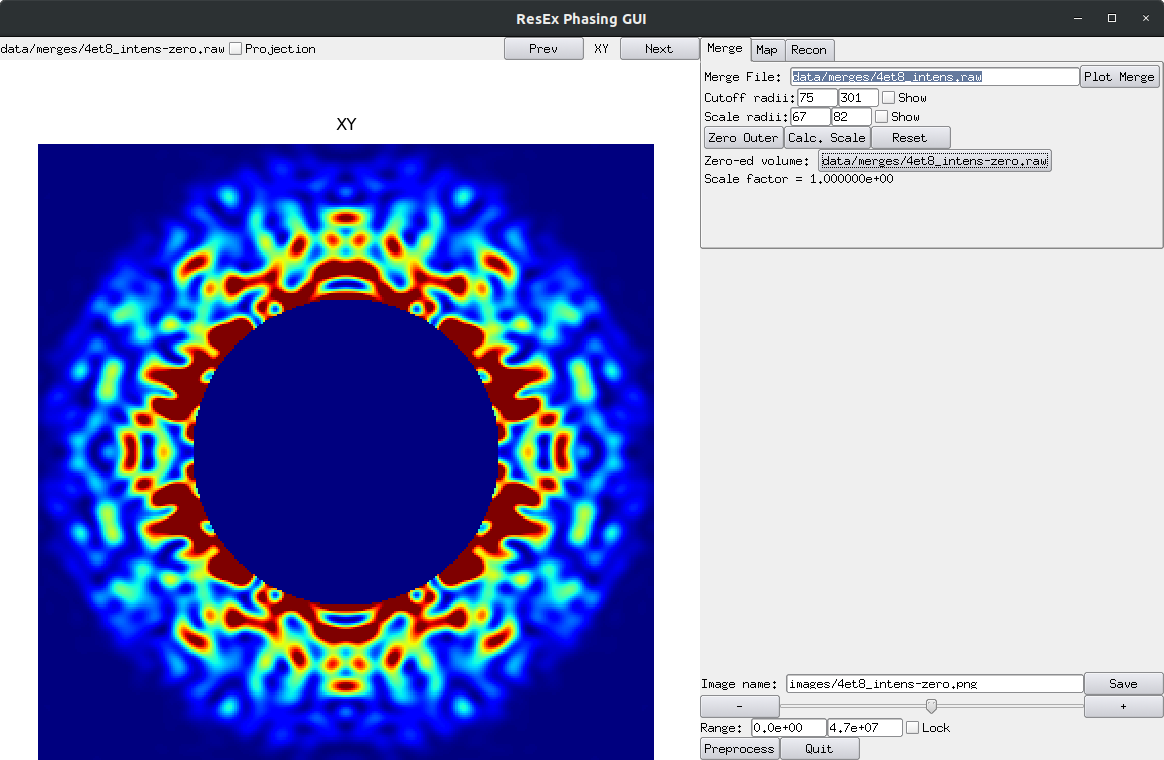 ResEx Phasing GUI
data/merges/4et8_intens-zero.raw Projection Prev XY Next
XY
Merge Map Recon
Merge File: data/merges/4et8_intens.raw Plot Merge
Cutoff radii: 75 301 Show
Scale radii: 67 82 Show
Zero Outer Calc. Scale Reset
Zero-ed volume: data/merges/4et8_intens-zero.raw
Scale factor = 1.000000e+00
Image name: images/4et8_intens-zero.png Save
- +
Range: 0.0e+00 4.7e+07 Lock
Preprocess Quit